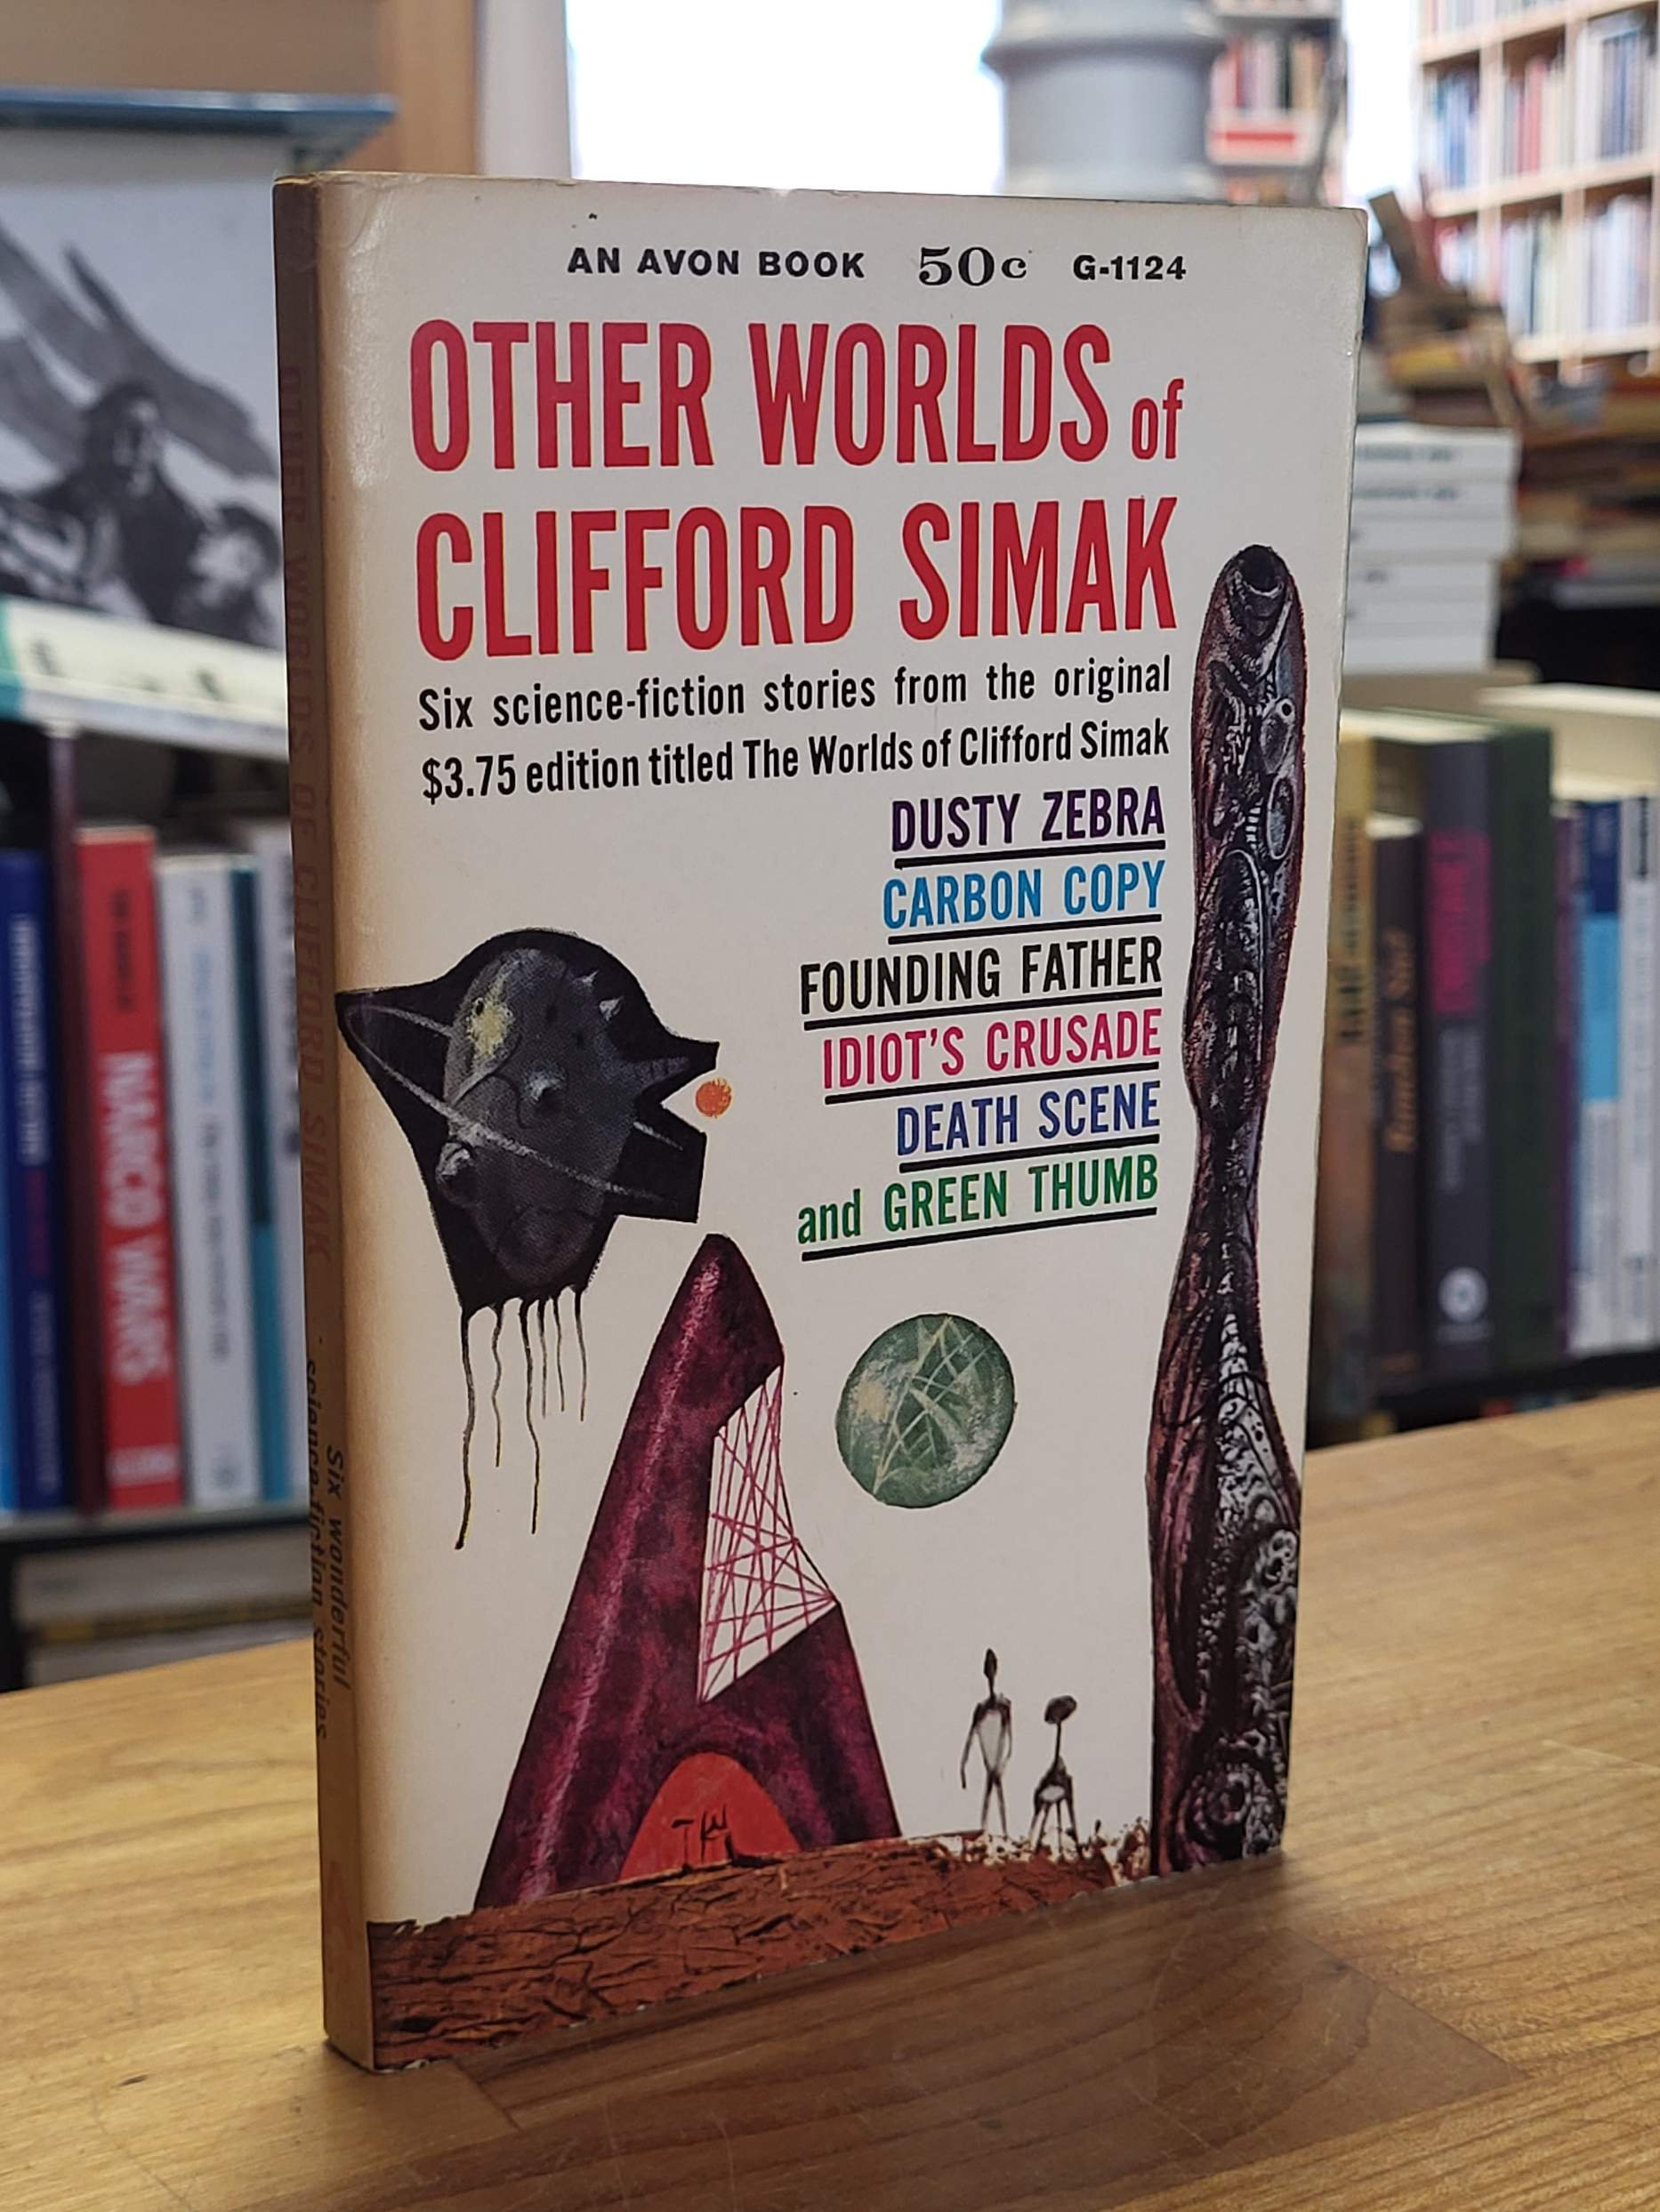 AN AVON BOOK 50c G-1124
OTHER WORLDS of
CLIFFORD SIMAK
Six science-fiction stories from the original
$3.75 edition titled The Worlds of Clifford Simak
DUSTY ZEBRA
CARBON COPY
FOUNDING FATHER
IDIOT'S CRUSADE
DEATH SCENE
and GREEN THUMB
OTHER WORLDS OF CLIFFORD SIMAK
Six wonderful
science-fiction stories
NARCO WARS